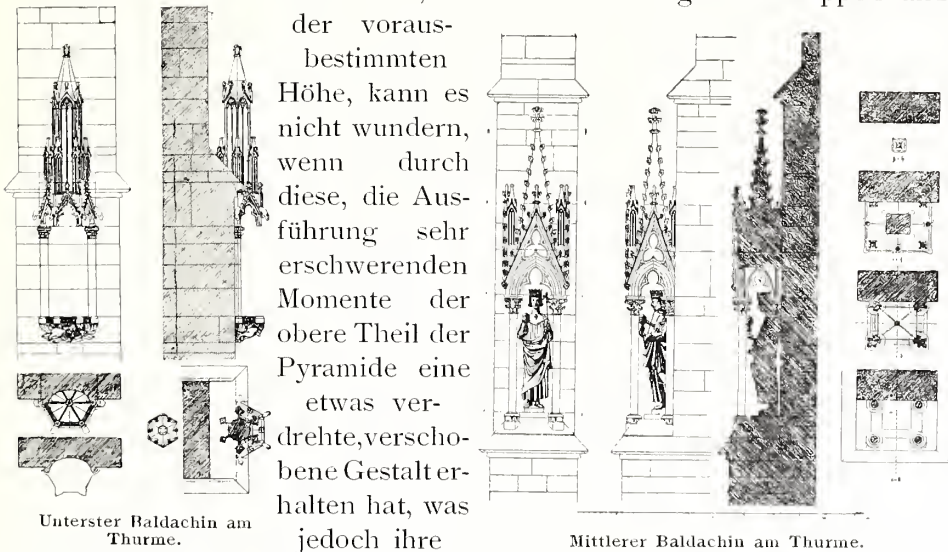 der voraus-
bestimmten
Höhe, kann es
nicht wundern,
wenn durch
diese, die Aus-
führung sehr
erschwerenden
Momente der
obere Theil der
Pyramide eine
etwas ver-
drehte,verscho-
bene Gestalt er-
halten hat, was
jedoch ihre
Unterster Baldachin am
Thurme.
Mittlerer Baldachin am Thurme.